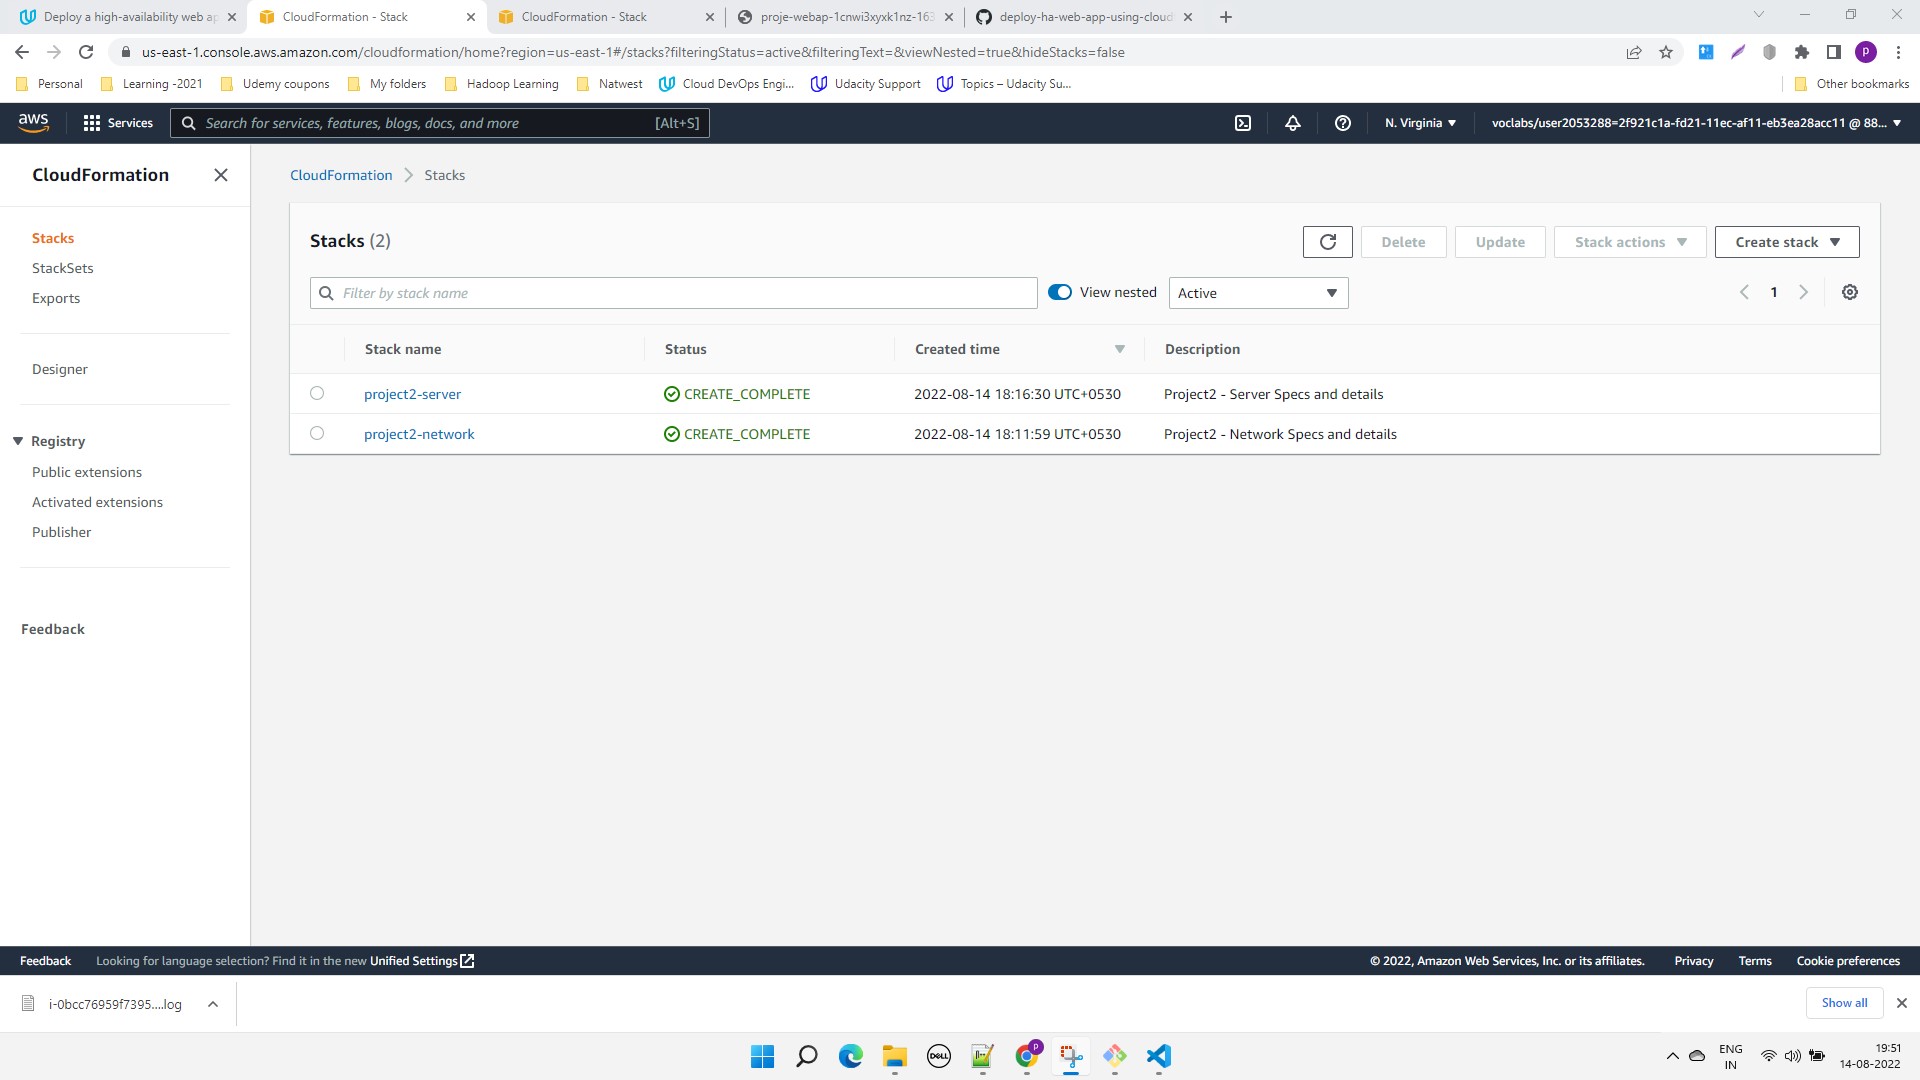 Deploy a high-availability web ap
CloudFormation - Stack
CloudFormation - Stack
proje-webap-1cnwi3xyxk1nz-163
deploy-ha-web-app-using-cloud
us-east-1.console.aws.amazon.com/cloudformation/home?region=us-east-1#/stacks?filteringStatus=active&filteringText=&viewNested=true&hideStacks=false
P
Personal
Learning -2021
Udemy coupons
My folders
Hadoop Learning
Natwest
Cloud DevOps Engi...
Udacity Support
Topics – Udacity Su...
Other bookmarks
aws
Services
Search for services, features, blogs, docs, and more
[Alt+S]
N. Virginia
voclabs/user2053288=2f921c1a-fd21-11ec-af11-eb3ea28acc11 @ 88...
CloudFormation
CloudFormation
Stacks
Stacks
StackSets
Exports
Designer
Registry
Public extensions
Activated extensions
Publisher
Feedback
Stacks (2)
Delete
Update
Stack actions
Create stack
Filter by stack name
View nested
Active
1
Stack name
Status
Created time
Description
project2-server
CREATE_COMPLETE
2022-08-14 18:16:30 UTC+0530
Project2 - Server Specs and details
project2-network
CREATE_COMPLETE
2022-08-14 18:11:59 UTC+0530
Project2 - Network Specs and details
Feedback
Looking for language selection? Find it in the new Unified Settings
© 2022, Amazon Web Services, Inc. or its affiliates.
Privacy
Terms
Cookie preferences
i-0bcc76959f7395....log
Show all
DELL
P
ENG
IN
19:51
14-08-2022